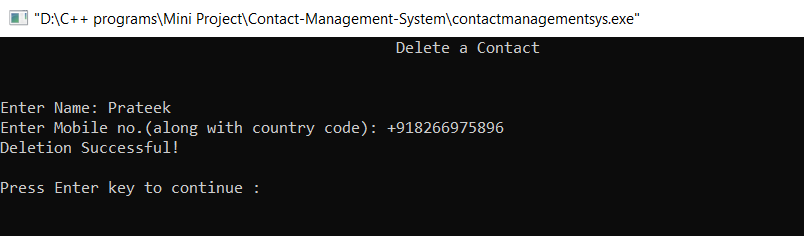 "D:\C++ programs\Mini Project\Contact-Management-System\contactmanagementsys.exe"
Delete a Contact
Enter Name: Prateek
Enter Mobile no.(along with country code): +918266975896
Deletion Successful!
Press Enter key to continue :